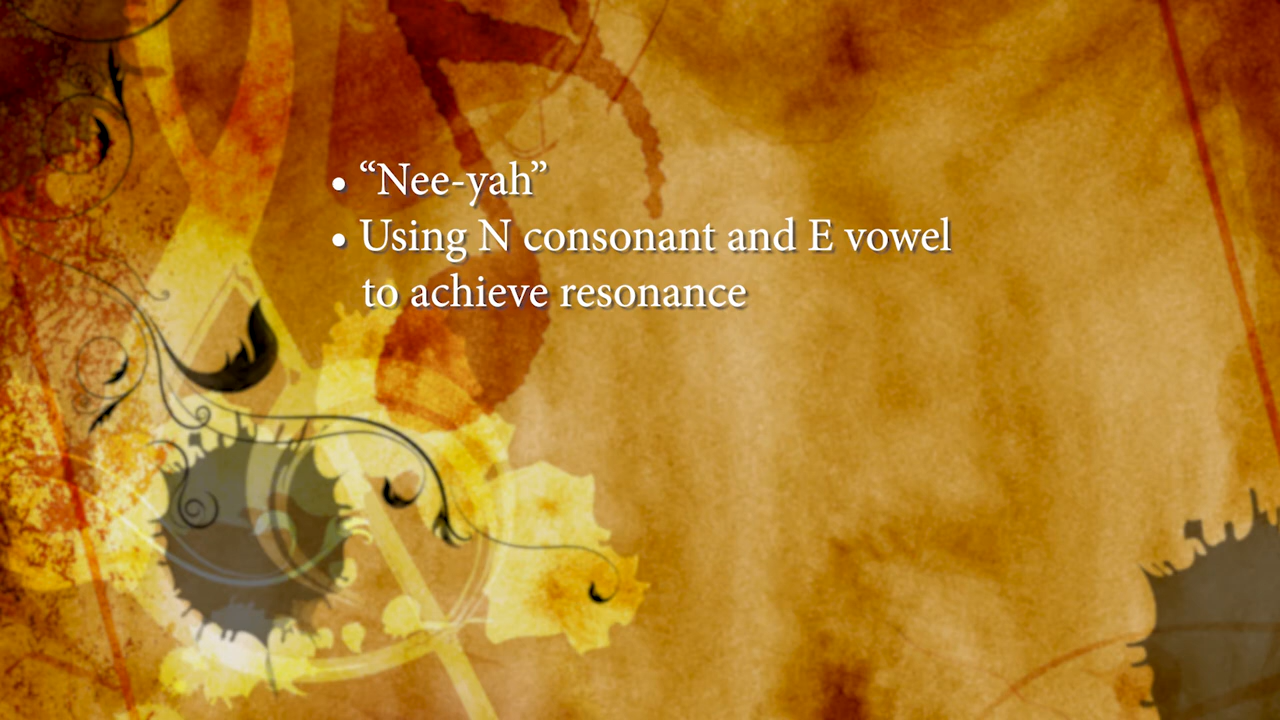 • “Nee-yah”
• Using N consonant and E vowel
to achieve resonance